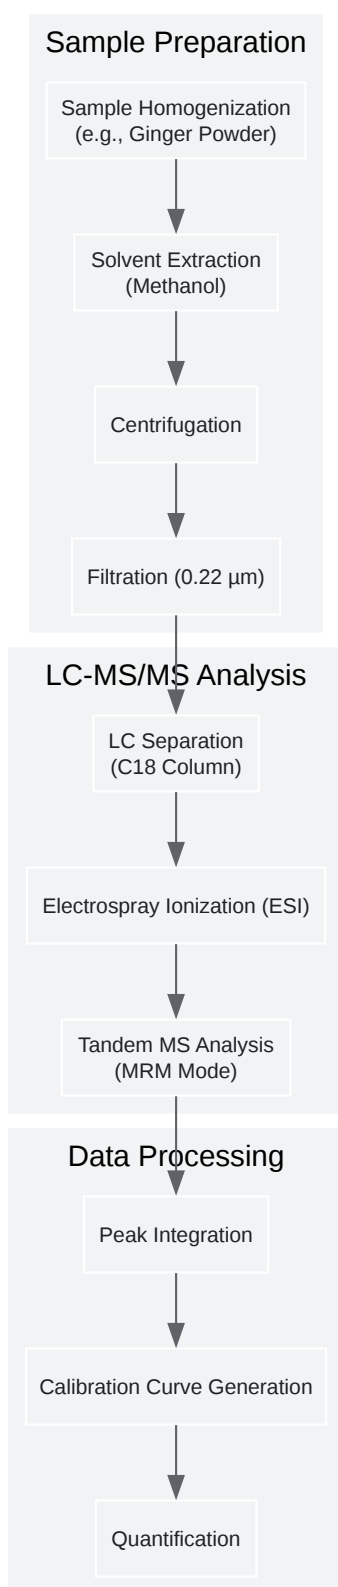 Sample Preparation
Sample Homogenization
(e.g., Ginger Powder)
Solvent Extraction
(Methanol)
Centrifugation
Filtration (0.22 µm)
LC-MS/MS Analysis
LC Separation
(C18 Column)
Electrospray Ionization (ESI)
Tandem MS Analysis
(MRM Mode)
Data Processing
Peak Integration
Calibration Curve Generation
Quantification